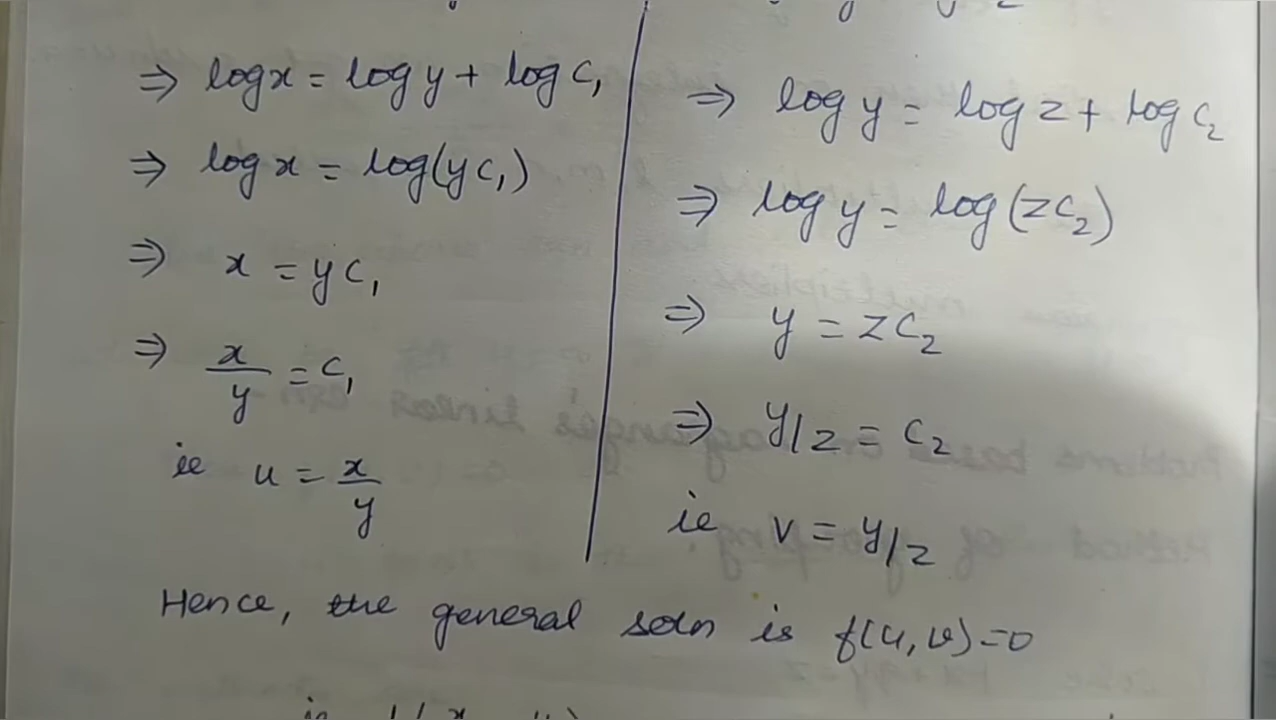 ⇒ log x = log y + log c₁
⇒ log x = log(y c₁)
⇒ x = y c₁
⇒ x/y = c₁
ie u = x/y
⇒ log y = log z + log c₂
⇒ log y = log(z c₂)
⇒ y = z c₂
⇒ y/z = c₂
ie v = y/z
Hence, the general soln is f(u, v) = 0